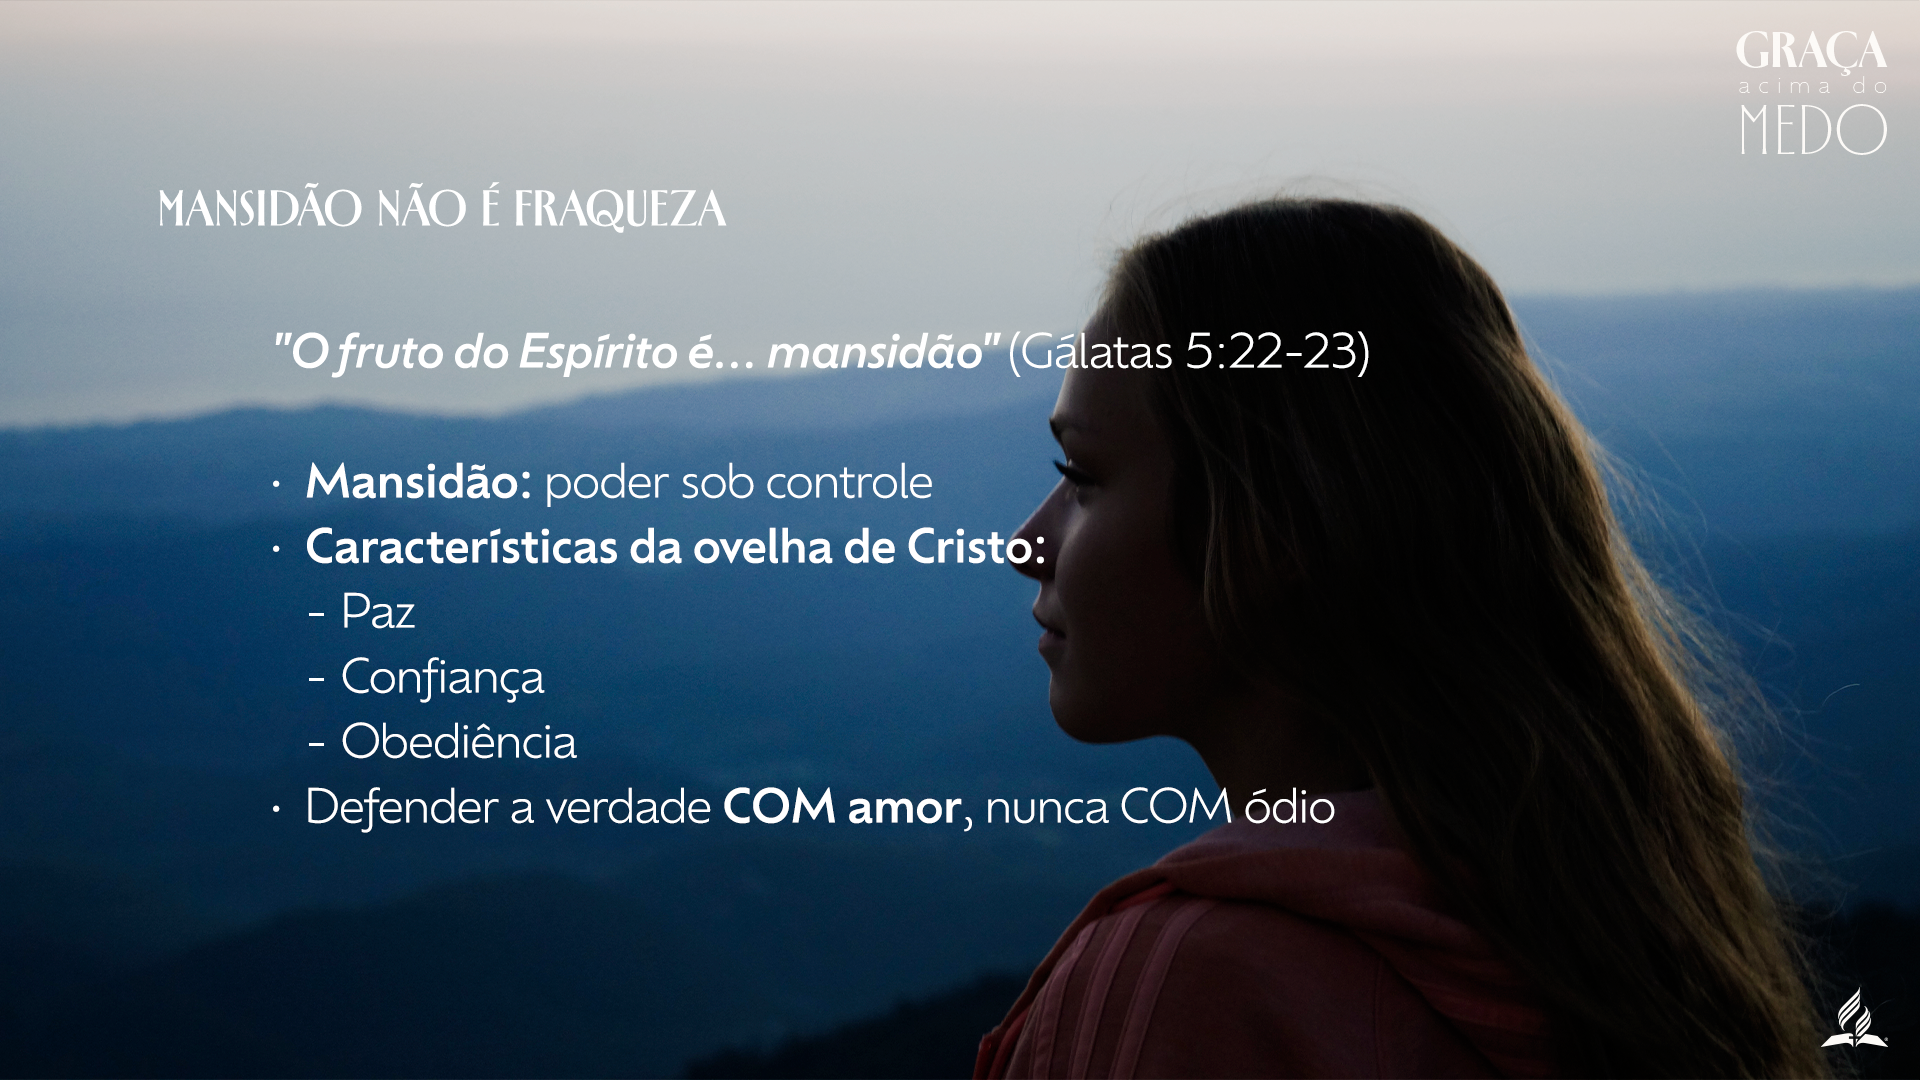 GRAÇA
acima do
MEDO
MANSIDÃO NÃO É FRAQUEZA
"O fruto do Espírito é... mansidão" (Gálatas 5:22-23)
· Mansidão: poder sob controle
· Características da ovelha de Cristo:
- Paz
- Confiança
- Obediência
· Defender a verdade COM amor, nunca COM ódio